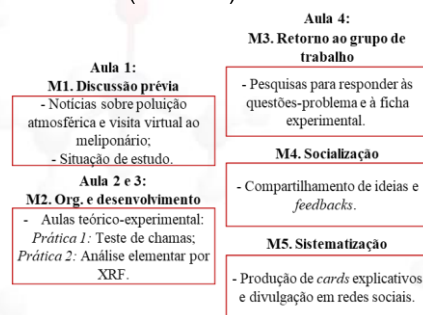 Aula 1:
M1. Discussão prévia
- Notícias sobre poluição
atmosférica e visita virtual ao
meliponário;
- Situação de estudo.
Aula 2 e 3:
M2. Org. e desenvolvimento
- Aulas teórico-experimental:
Prática 1: Teste de chamas;
Prática 2: Análise elementar por
XRF.
Aula 4:
M3. Retorno ao grupo de
trabalho
- Pesquisas para responder às
questões-problema e à ficha
experimental.
M4. Socialização
- Compartilhamento de ideias e
feedbacks.
M5. Sistematização
- Produção de cards explicativos
e divulgação em redes sociais.